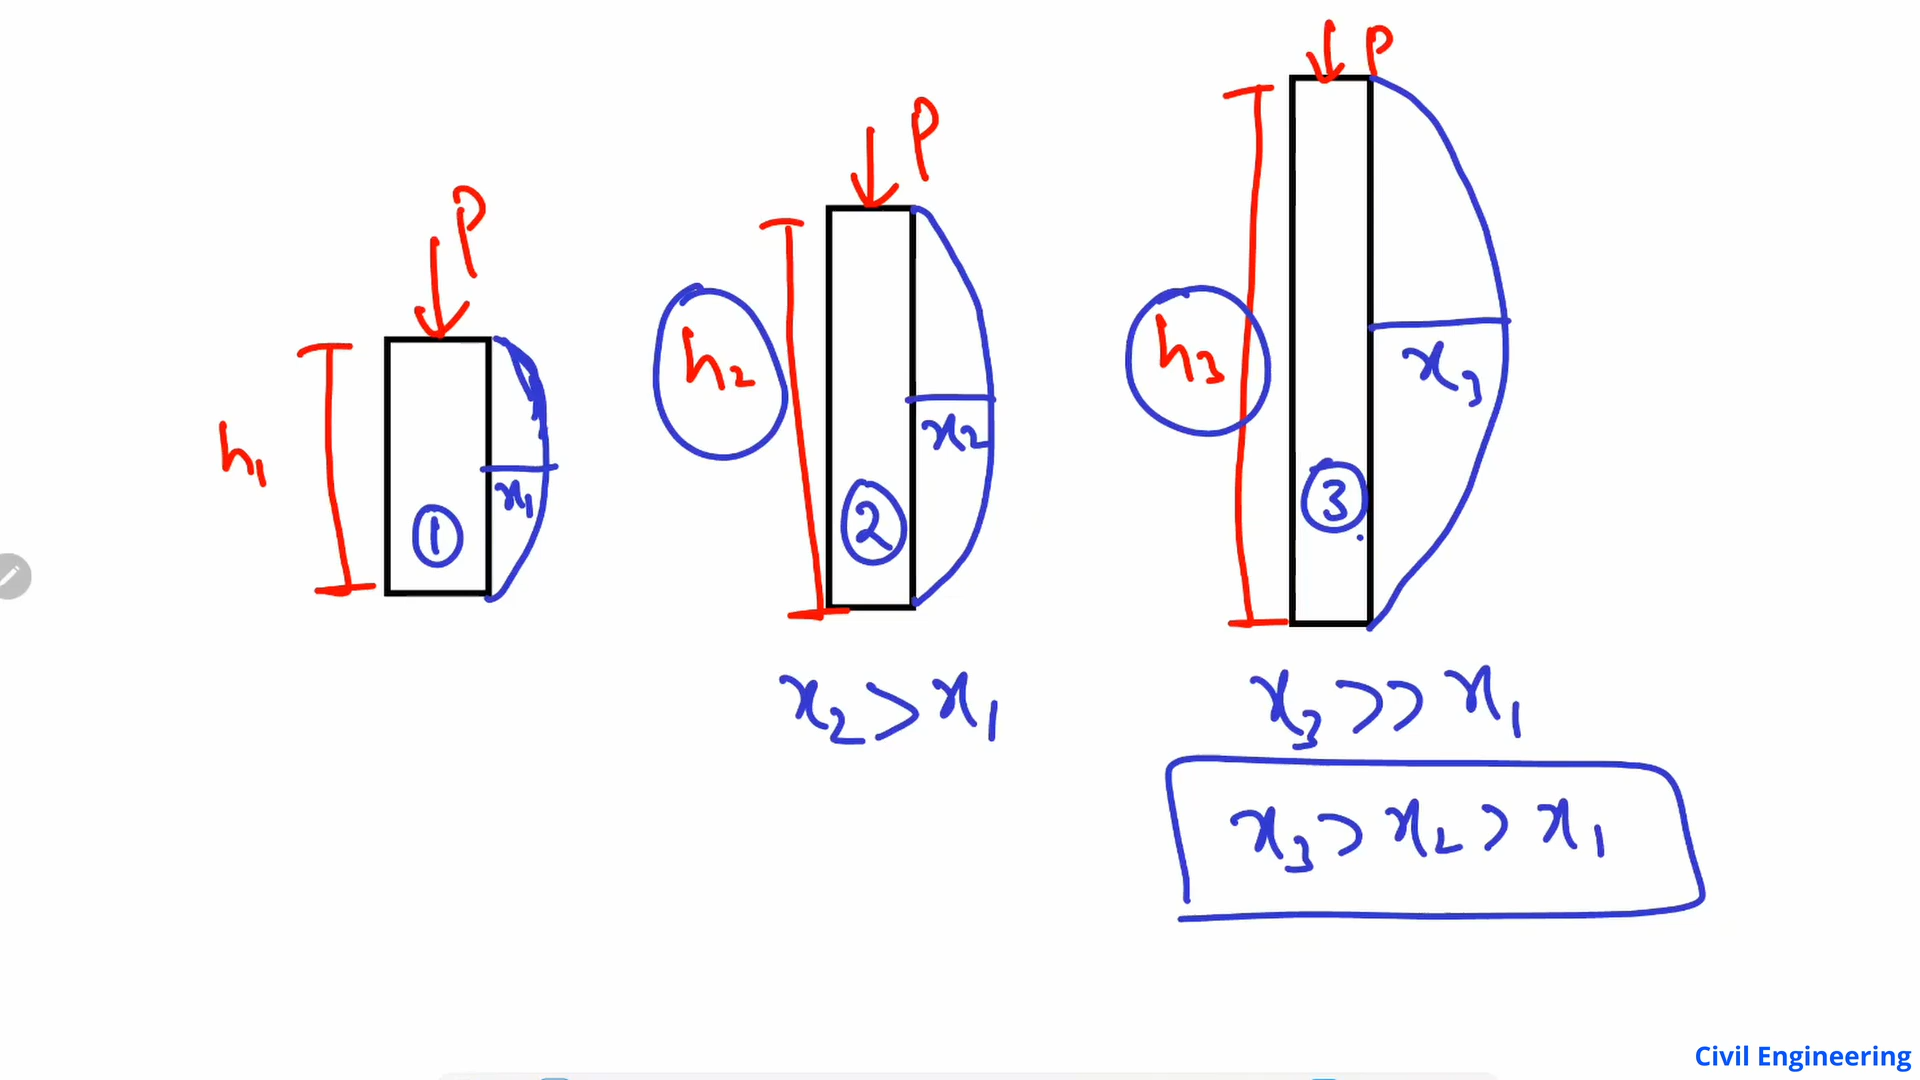 P
h₁
x₁
1
P
h₂
x₂
2
x₂ > x₁
P
h₃
x₃
3
x₃ >> x₁
x₃ > x₂ > x₁
Civil Engineering